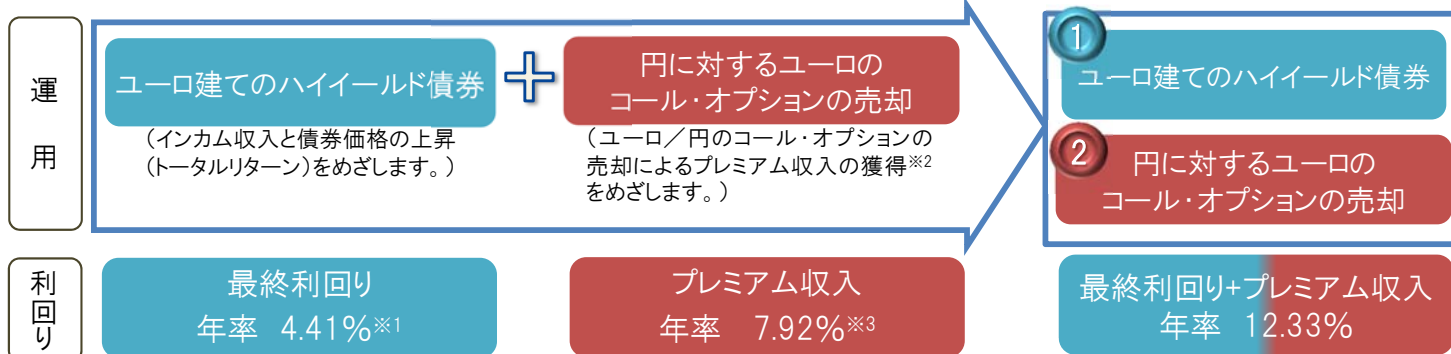 運用
ユーロ建てのハイイールド債券
(インカム収入と債券価格の上昇
(トータルリターン)をめざします。)
円に対するユーロの
コール・オプションの売却
(ユーロ/円のコール・オプションの
売却によるプレミアム収入の獲得※2
をめざします。)
1
ユーロ建てのハイイールド債券
2
円に対するユーロの
コール・オプションの売却
利回り
最終利回り
年率 4.41%※1
プレミアム収入
年率 7.92%※3
最終利回り+プレミアム収入
年率 12.33%